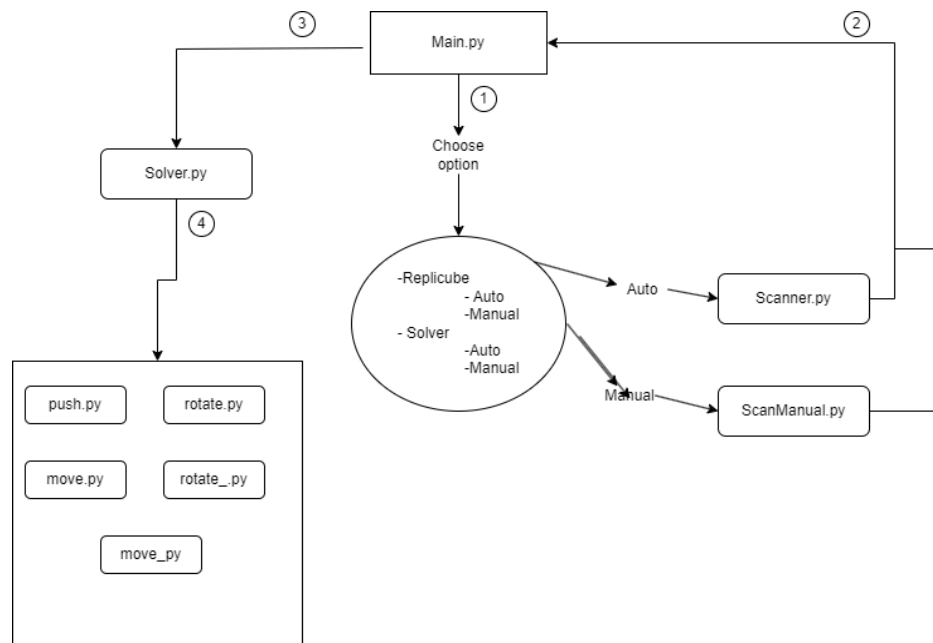 3
Main.py
2
1
Choose
option
Solver.py
4
-Replicube
- Auto
-Manual
- Solver
-Auto
-Manual
Auto
Scanner.py
Manual
ScanManual.py
push.py
rotate.py
move.py
rotate_.py
move_py